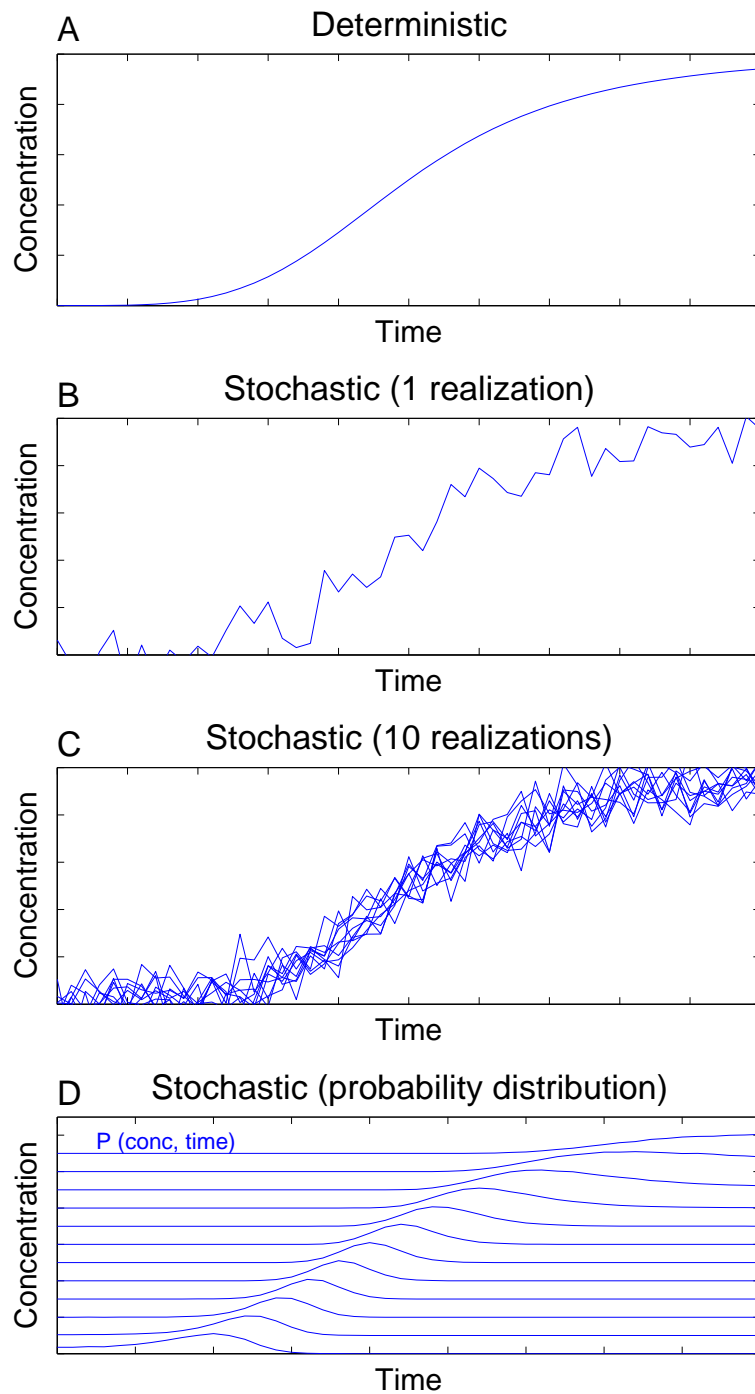 A
Deterministic
Concentration
Time
B
Stochastic (1 realization)
Concentration
Time
C
Stochastic (10 realizations)
Concentration
Time
D
Stochastic (probability distribution)
P (conc, time)
Concentration
Time